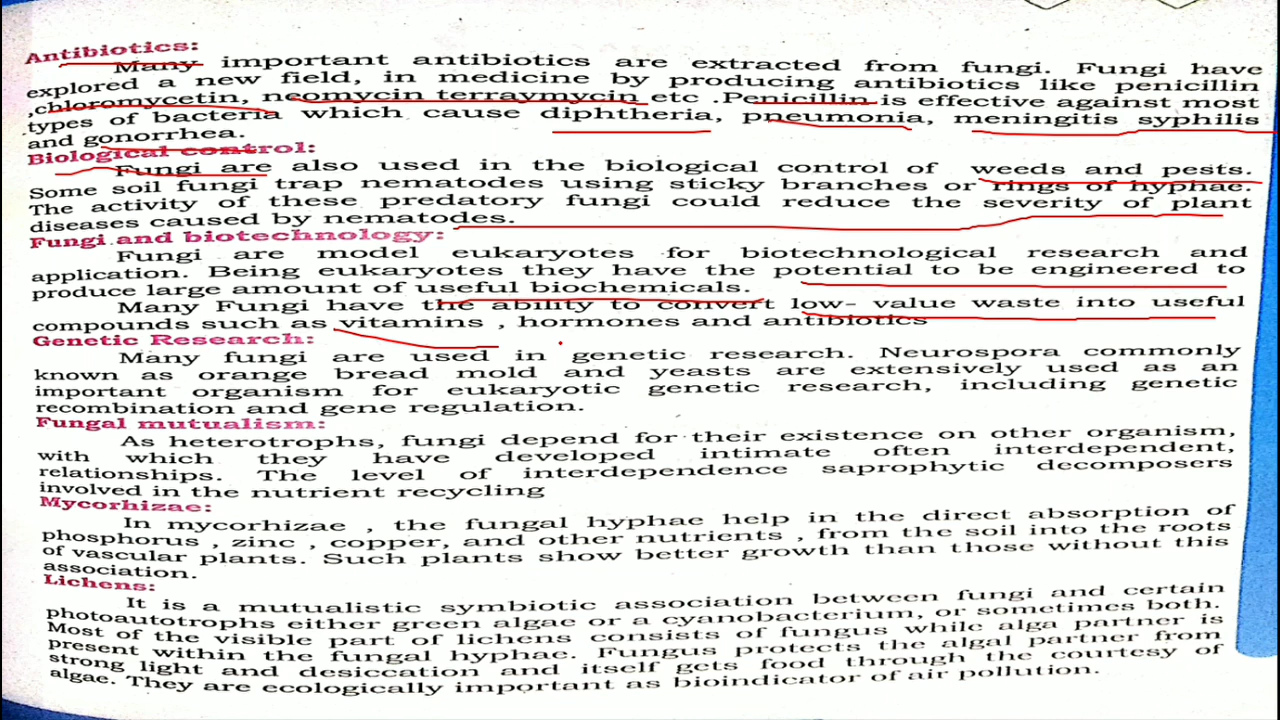 Antibiotics:
Many important antibiotics are extracted from fungi. Fungi have
explored a new field, in medicine by producing antibiotics like penicillin
,chloromycetin, neomycin terraymycin etc .Penicillin is effective against most
types of bacteria which cause diphtheria, pneumonia, meningitis syphilis
and gonorrhea.
Biological control:
Fungi are also used in the biological control of weeds and pests.
Some soil fungi trap nematodes using sticky branches or rings of hyphae.
The activity of these predatory fungi could reduce the severity of plant
diseases caused by nematodes.
Fungi and biotechnology:
Fungi are model eukaryotes for biotechnological research and
application. Being eukaryotes they have the potential to be engineered to
produce large amount of useful biochemicals.
Many Fungi have the ability to convert low- value waste into useful
compounds such as vitamins , hormones and antibiotics
Genetic Research:
Many fungi are used in genetic research. Neurospora commonly
known as orange bread mold and yeasts are extensively used as an
important organism for eukaryotic genetic research, including genetic
recombination and gene regulation.
Fungal mutualism:
As heterotrophs, fungi depend for their existence on other organism,
with which they have developed intimate often interdependent,
relationships. The level of interdependence saprophytic decomposers
involved in the nutrient recycling
Mycorhizae:
In mycorhizae , the fungal hyphae help in the direct absorption of
phosphorus , zinc , copper, and other nutrients , from the soil into the roots
of vascular plants. Such plants show better growth than those without this
association.
Lichens:
It is a mutualistic symbiotic association between fungi and certain
photoautotrophs either green algae or a cyanobacterium, or sometimes both.
Most of the visible part of lichens consists of fungus while alga partner is
present within the fungal hyphae. Fungus protects the algal partner from
strong light and desiccation and itself gets food through the courtesy of
algae. They are ecologically important as bioindicator of air pollution.